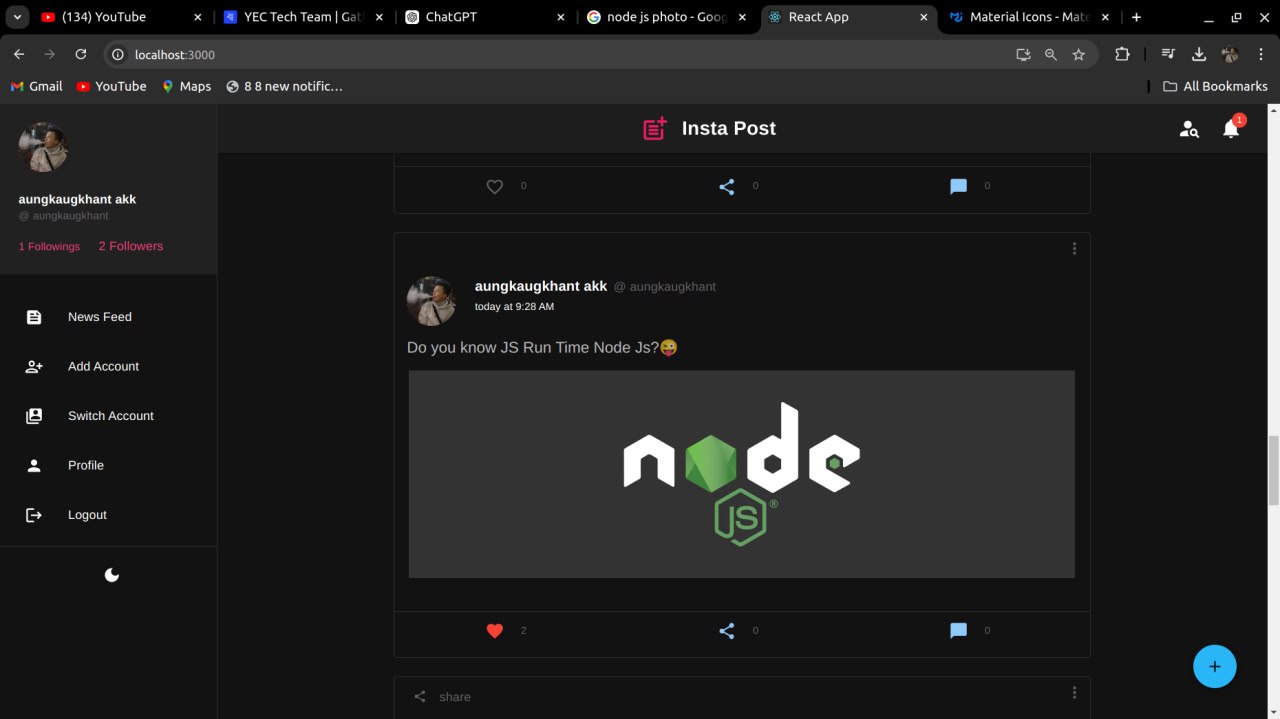 (134) YouTube
YEC Tech Team | Gat
ChatGPT
node js photo - Goog
React App
Material Icons - Mate
localhost:3000
Gmail
YouTube
Maps
8 8 new notific...
All Bookmarks
Insta Post
1
aungkaugkhant akk
@ aungkaugkhant
1 Followings 2 Followers
News Feed
Add Account
Switch Account
Profile
Logout
0 0 0
aungkaugkhant akk @ aungkaugkhant
today at 9:28 AM
Do you know JS Run Time Node Js?😜
node
JS®
2 0 0
share